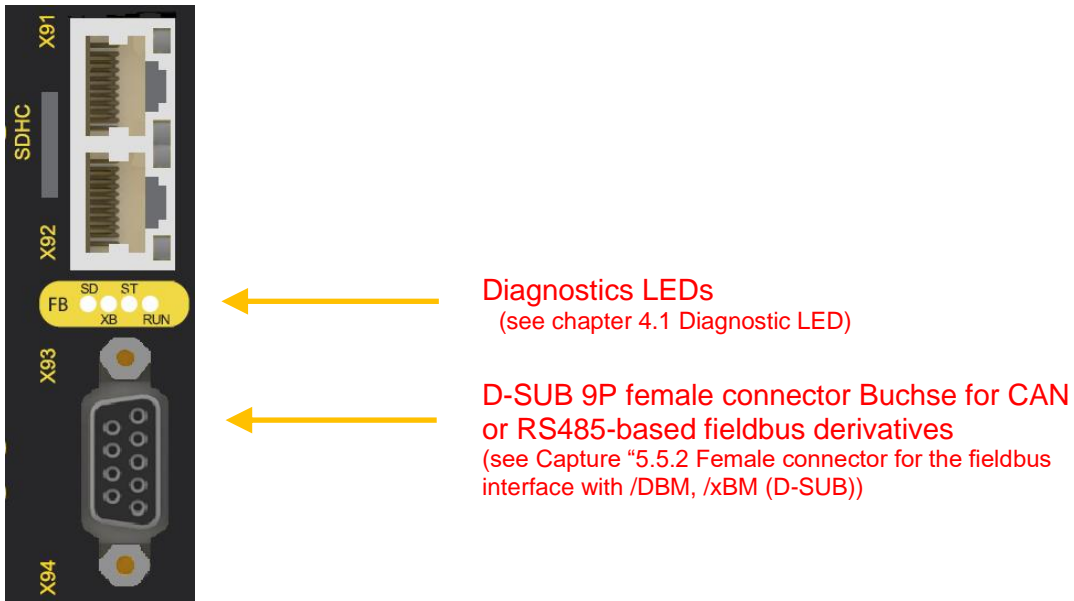 X91
SDHC
X92
SD ST
FB
XB RUN
X93
X94
Diagnostics LEDs
(see chapter 4.1 Diagnostic LED)
D-SUB 9P female connector Buchse for CAN
or RS485-based fieldbus derivatives
(see Capture “5.5.2 Female connector for the fieldbus
interface with /DBM, /xBM (D-SUB))